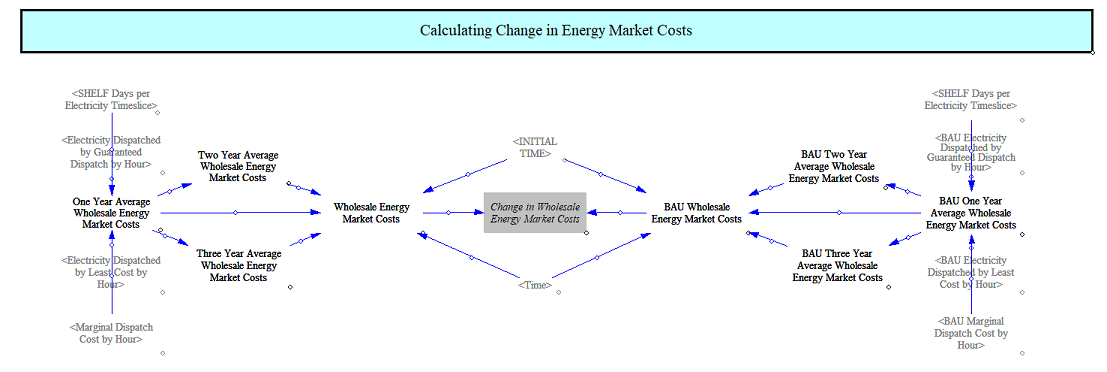 Calculating Change in Energy Market Costs
<SHELF Days per
Electricity Timeslice>
<Electricity Dispatched
by Guaranteed
Dispatch by Hour>
One Year Average
Wholesale Energy
Market Costs
<Electricity Dispatched
by Least Cost by
Hour>
<Marginal Dispatch
Cost by Hour>
Two Year Average
Wholesale Energy
Market Costs
Three Year Average
Wholesale Energy
Market Costs
Wholesale Energy
Market Costs
<INITIAL
TIME>
Change in Wholesale
Energy Market Costs
<Time>
BAU Wholesale
Energy Market Costs
BAU Two Year
Average Wholesale
Energy Market Costs
BAU Three Year
Average Wholesale
Energy Market Costs
<SHELF Days per
Electricity Timeslice>
<BAU Electricity
Dispatched by
Guaranteed Dispatch
by Hour>
BAU One Year
Average Wholesale
Energy Market Costs
<BAU Electricity
Dispatched by Least
Cost by Hour>
<BAU Marginal
Dispatch Cost by
Hour>